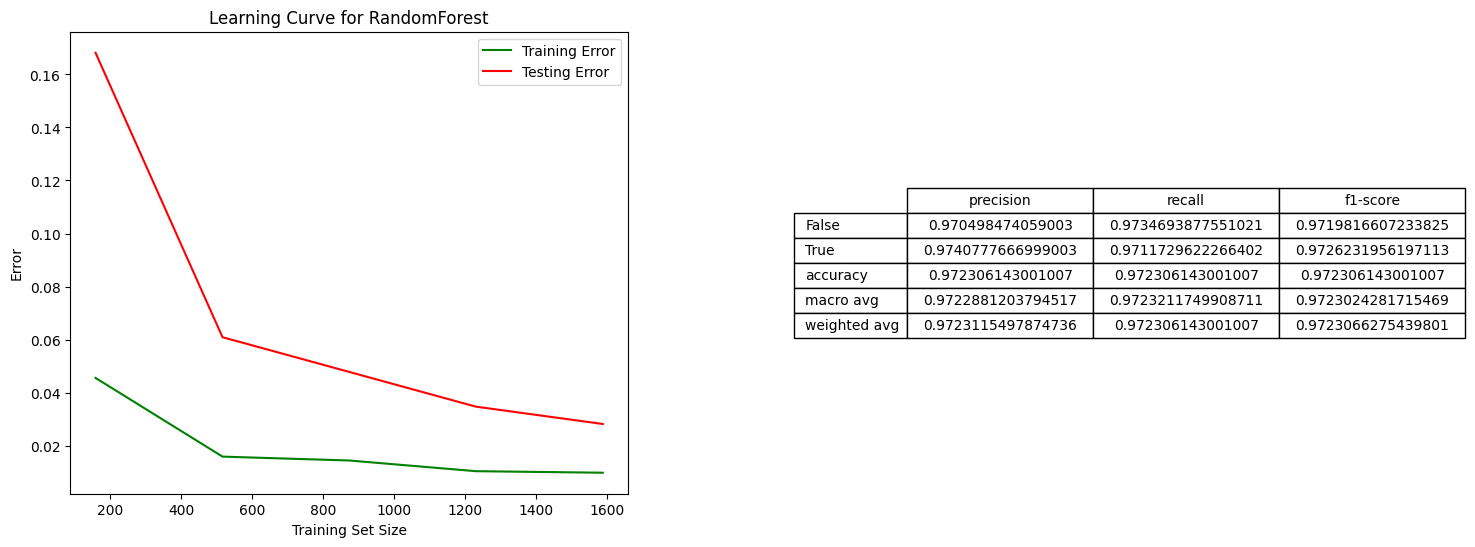 Learning Curve for RandomForest
Training Error
Testing Error
0.16
0.14
0.12
0.10
0.08
0.06
0.04
0.02
Error
200 400 600 800 1000 1200 1400 1600
Training Set Size
precision recall f1-score
False 0.970498474059003 0.9734693877551021 0.9719816607233825
True 0.9740777666999003 0.9711729622266402 0.9726231956197113
accuracy 0.972306143001007 0.972306143001007 0.972306143001007
macro avg 0.9722881203794517 0.9723211749908711 0.9723024281715469
weighted avg 0.9723115497874736 0.972306143001007 0.9723066275439801